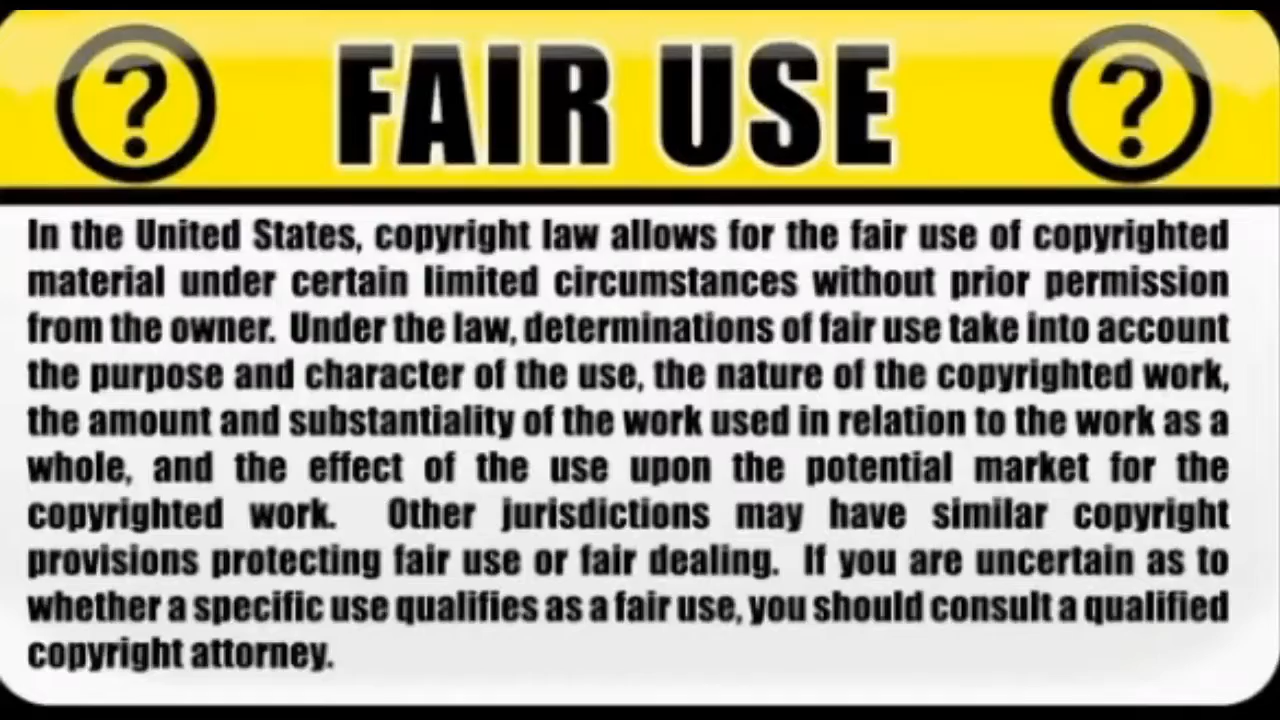 ? FAIR USE ?
In the United States, copyright law allows for the fair use of copyrighted
material under certain limited circumstances without prior permission
from the owner. Under the law, determinations of fair use take into account
the purpose and character of the use, the nature of the copyrighted work,
the amount and substantiality of the work used in relation to the work as a
whole, and the effect of the use upon the potential market for the
copyrighted work. Other jurisdictions may have similar copyright
provisions protecting fair use or fair dealing. If you are uncertain as to
whether a specific use qualifies as a fair use, you should consult a qualified
copyright attorney.